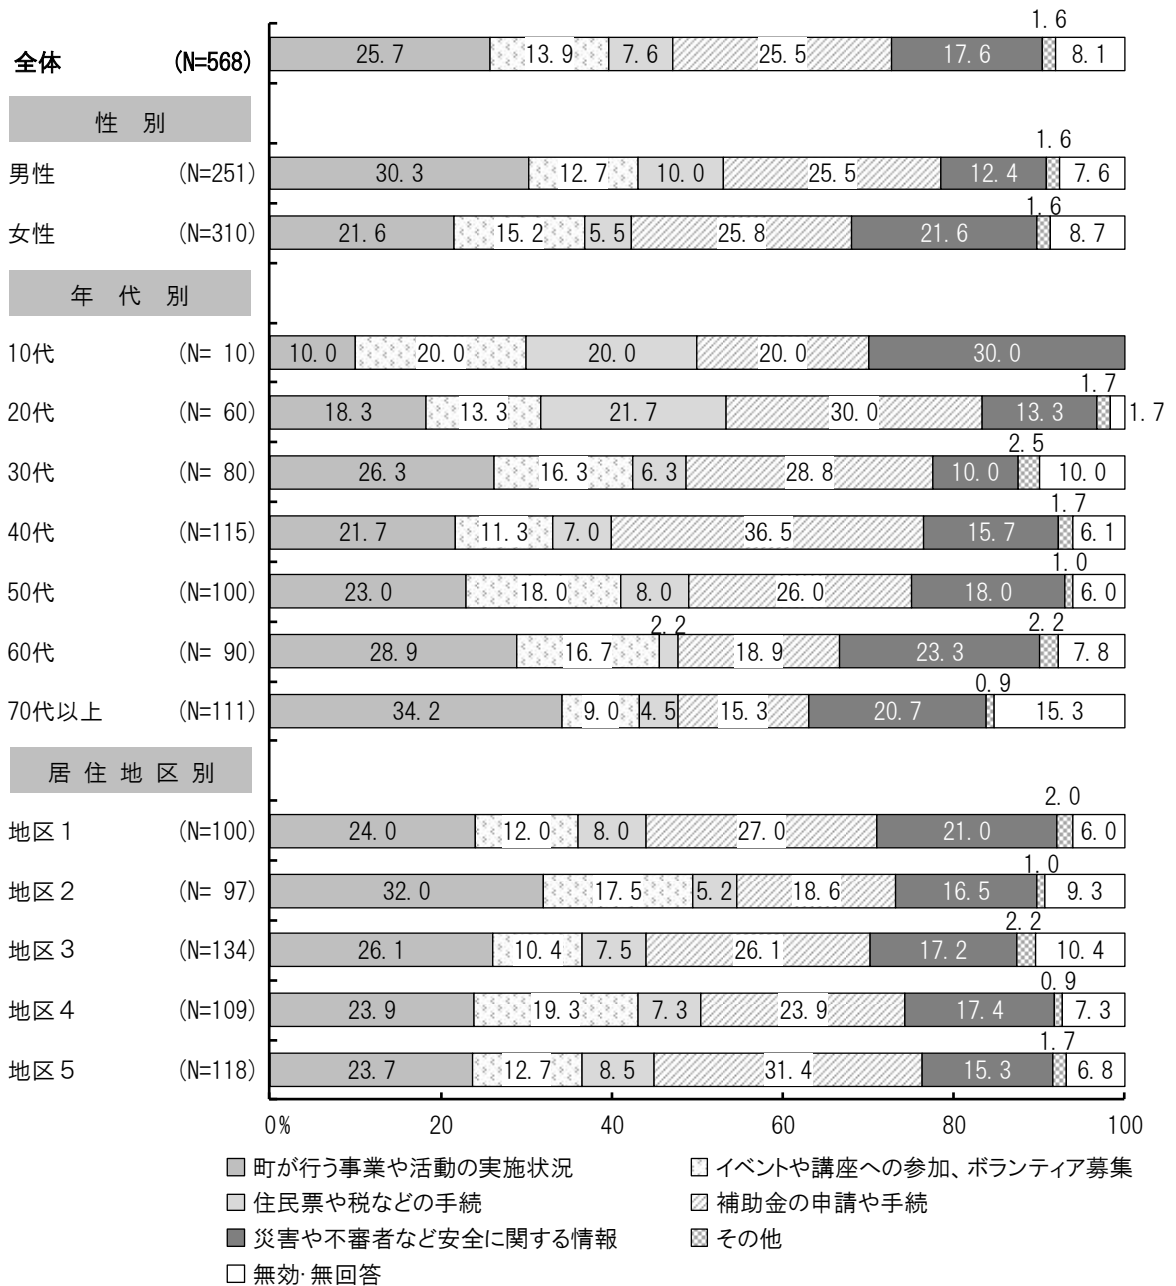 1.6
全体 (N=568) 25.7 13.9 7.6 25.5 17.6 8.1
性 別
1.6
男性 (N=251) 30.3 12.7 10.0 25.5 12.4 7.6
1.6
女性 (N=310) 21.6 15.2 5.5 25.8 21.6 8.7
年 代 別
10代 (N= 10) 10.0 20.0 20.0 20.0 30.0
1.7
20代 (N= 60) 18.3 13.3 21.7 30.0 13.3 1.7
2.5
30代 (N= 80) 26.3 16.3 6.3 28.8 10.0 10.0
1.7
40代 (N=115) 21.7 11.3 7.0 36.5 15.7 6.1
1.0
50代 (N=100) 23.0 18.0 8.0 26.0 18.0 6.0
2.2 2.2
60代 (N= 90) 28.9 16.7 18.9 23.3 7.8
0.9
70代以上 (N=111) 34.2 9.0 4.5 15.3 20.7 15.3
居 住 地 区 別
2.0
地区１ (N=100) 24.0 12.0 8.0 27.0 21.0 6.0
1.0
地区２ (N= 97) 32.0 17.5 5.2 18.6 16.5 9.3
2.2
地区３ (N=134) 26.1 10.4 7.5 26.1 17.2 10.4
0.9
地区４ (N=109) 23.9 19.3 7.3 23.9 17.4 7.3
1.7
地区５ (N=118) 23.7 12.7 8.5 31.4 15.3 6.8
0% 20 40 60 80 100
町が行う事業や活動の実施状況 イベントや講座への参加、ボランティア募集
住民票や税などの手続 補助金の申請や手続
災害や不審者など安全に関する情報 その他
無効・無回答